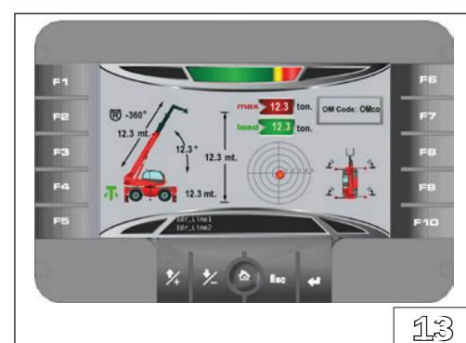 F1
F2
F3
F4
F5
-360°
12.3 mt.
12.3 °
12.3 mt.
12.3 mt.
max 12.3 ton.
load 12.3 ton.
OM Code: OMco
Idr_Line1
Idr_Line2
F6
F7
F8
F9
F10
+
-
Esc
13